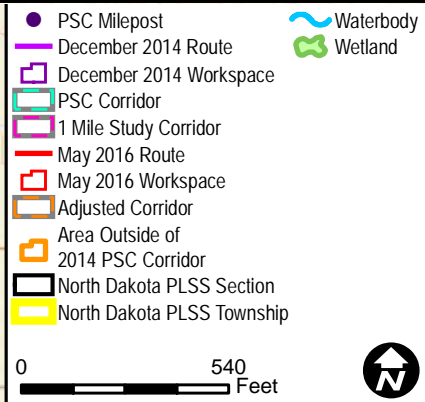 PSC Milepost
December 2014 Route
December 2014 Workspace
PSC Corridor
1 Mile Study Corridor
May 2016 Route
May 2016 Workspace
Adjusted Corridor
Area Outside of
2014 PSC Corridor
North Dakota PLSS Section
North Dakota PLSS Township
Waterbody
Wetland
0 540
Feet
N